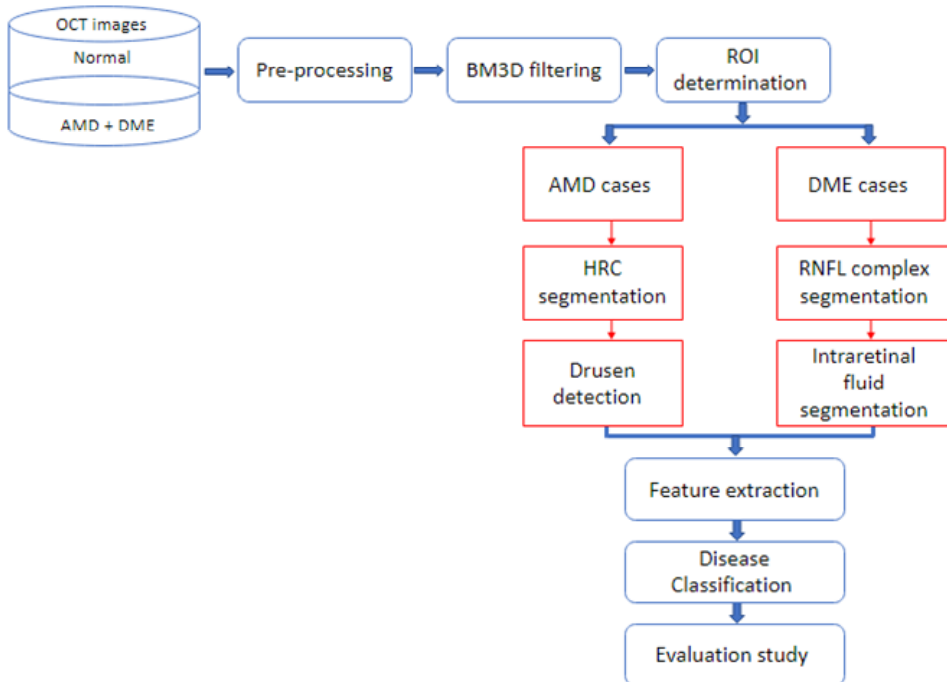 OCT images
Normal
AMD + DME
Pre-processing
BM3D filtering
ROI
determination
AMD cases
DME cases
HRC
segmentation
RNFL complex
segmentation
Drusen
detection
Intraretinal
fluid
segmentation
Feature extraction
Disease
Classification
Evaluation study